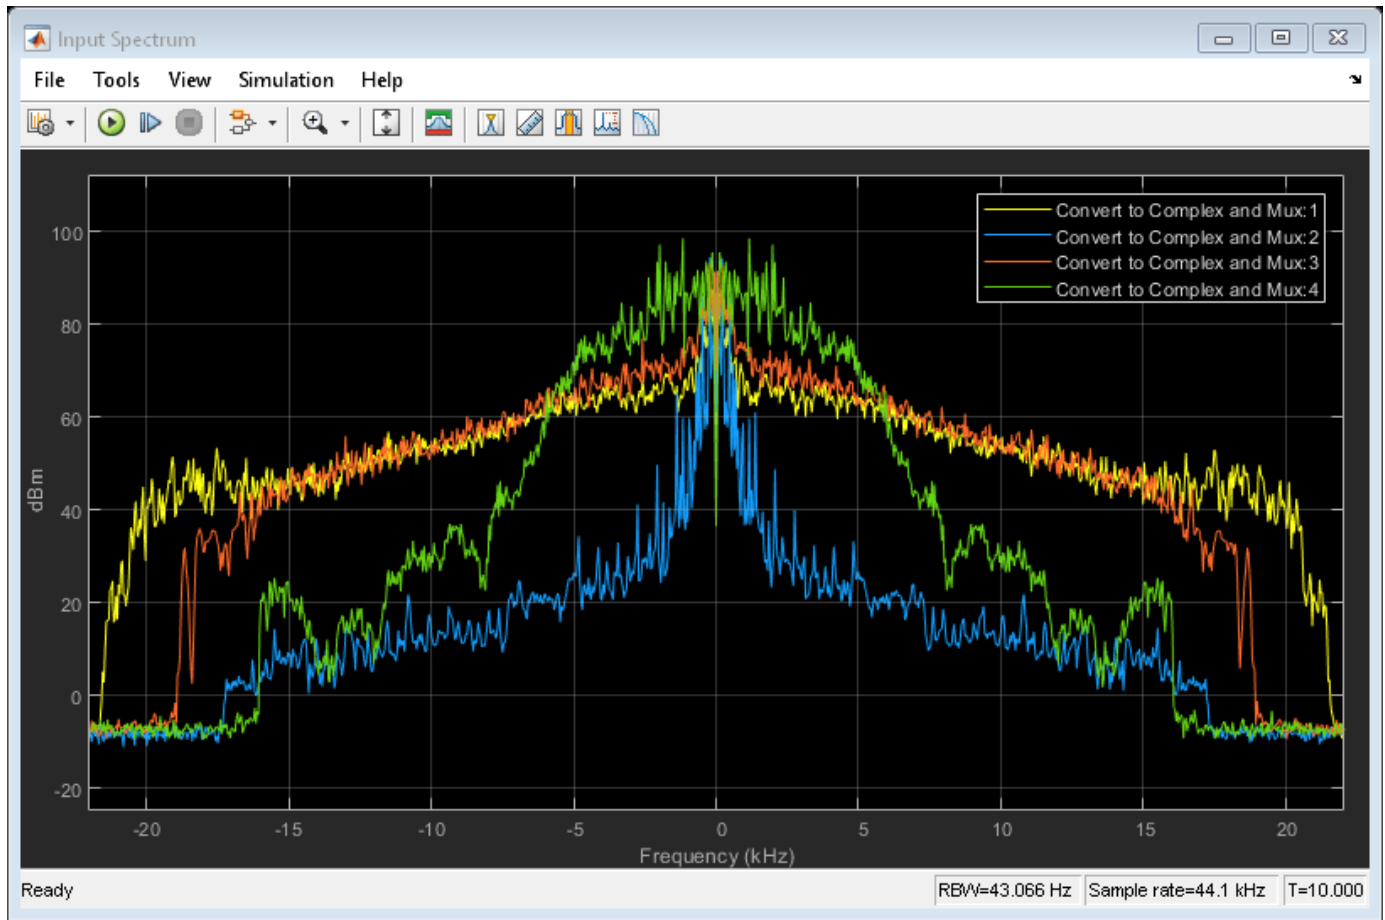 Input Spectrum
File Tools View Simulation Help
Convert to Complex and Mux:1
Convert to Complex and Mux:2
Convert to Complex and Mux:3
Convert to Complex and Mux:4
100
80
60
40
20
0
-20
dBm
-20 -15 -10 -5 0 5 10 15 20
Frequency (kHz)
Ready RBW=43.066 Hz Sample rate=44.1 kHz T=10.000